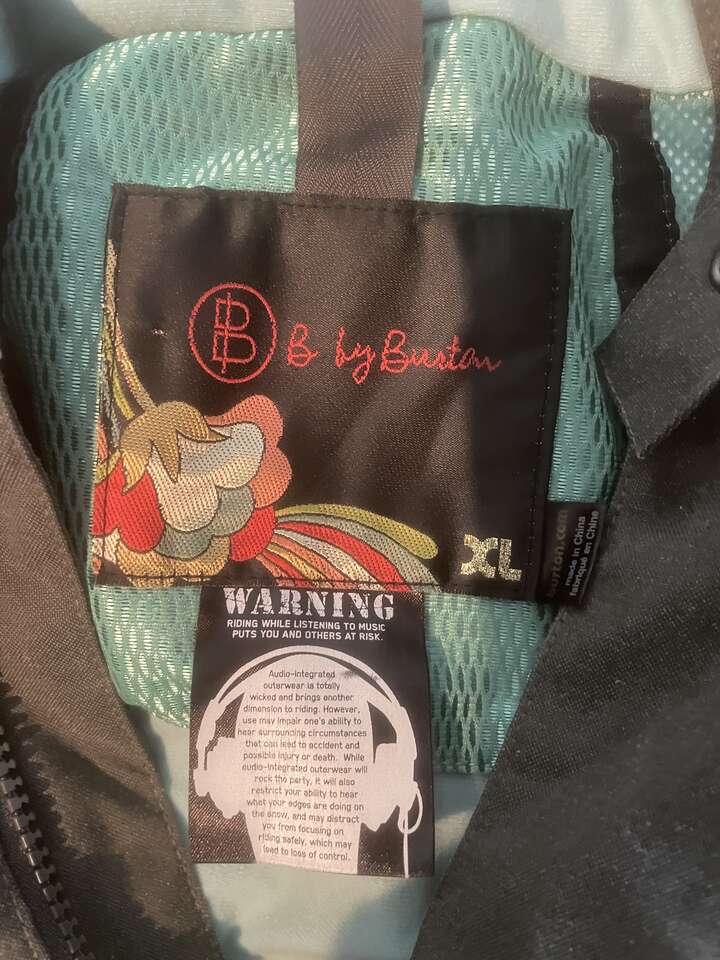 B B by Burton
XL
burton.com
made in China
fabriqué en Chine
WARNING
RIDING WHILE LISTENING TO MUSIC
PUTS YOU AND OTHERS AT RISK.
Audio-integrated
outerwear is totally
wicked and brings another
dimension to riding. However,
use may impair one's ability to
hear surrounding circumstances
that can lead to accident and
possible injury or death. While
audio-integrated outerwear will
rock the party, it will also
restrict your ability to hear
what your edges are doing on
the snow, and may distract
you from focusing on
riding safely, which may
lead to loss of control.